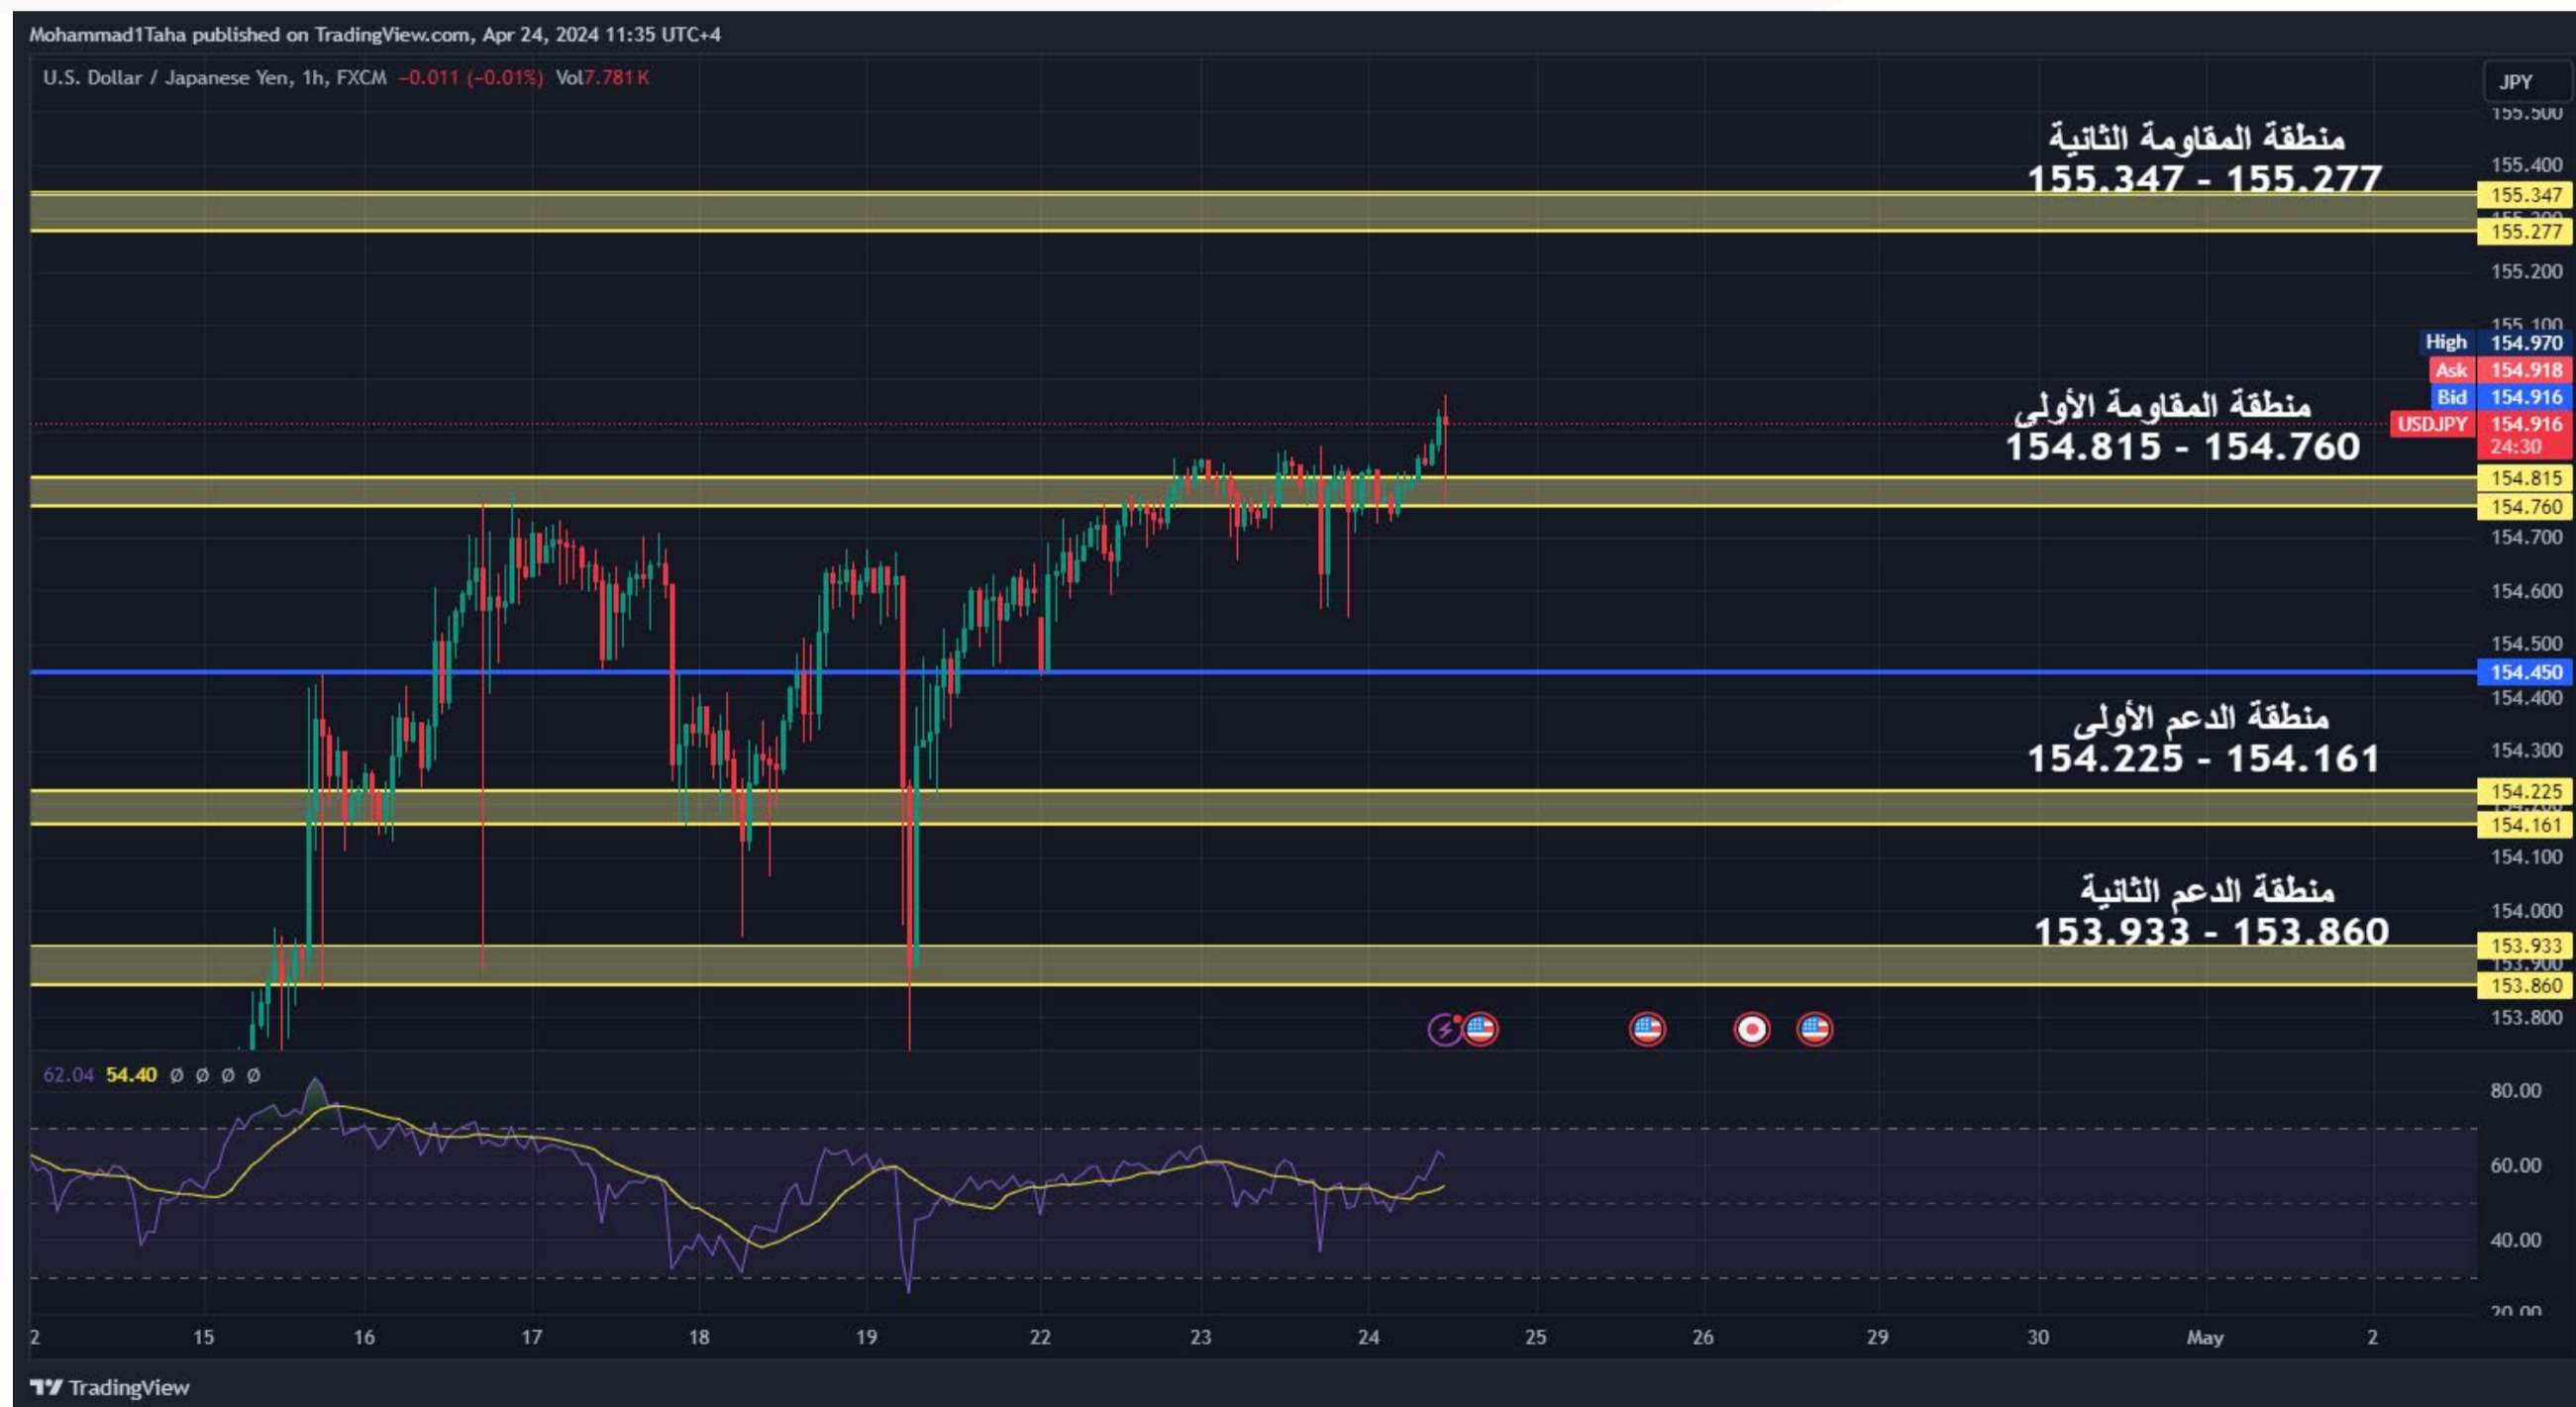 Mohammad1Taha published on TradingView.com, Apr 24, 2024 11:35 UTC+4
U.S. Dollar / Japanese Yen, 1h, FXCM −0.011 (−0.01%) Vol7.781 K
JPY
155.500
منطقة المقاومة الثانية
155.347 - 155.277
155.400
155.347
155.277
155.200
155.100
High 154.970
Ask 154.918
Bid 154.916
USDJPY 154.916
24:30
منطقة المقاومة الأولى
154.815 - 154.760
154.815
154.760
154.700
154.600
154.500
154.450
154.400
منطقة الدعم الأولى
154.225 - 154.161
154.300
154.225
154.161
154.100
منطقة الدعم الثانية
153.933 - 153.860
154.000
153.933
153.900
153.860
153.800
62.04 54.40 Ø Ø Ø Ø
80.00
60.00
40.00
20.00
2 15 16 17 18 19 22 23 24 25 26 29 30 May 2
TradingView